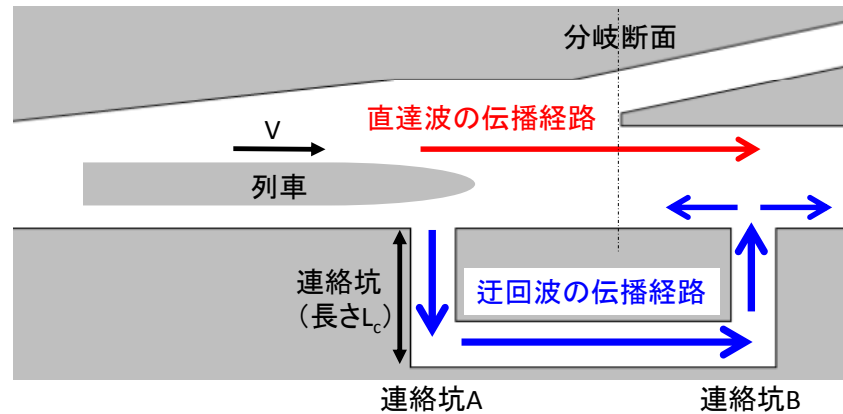 分岐断面
直達波の伝播経路
V
列車
連絡坑
（長さLc）
迂回波の伝播経路
連絡坑A
連絡坑B